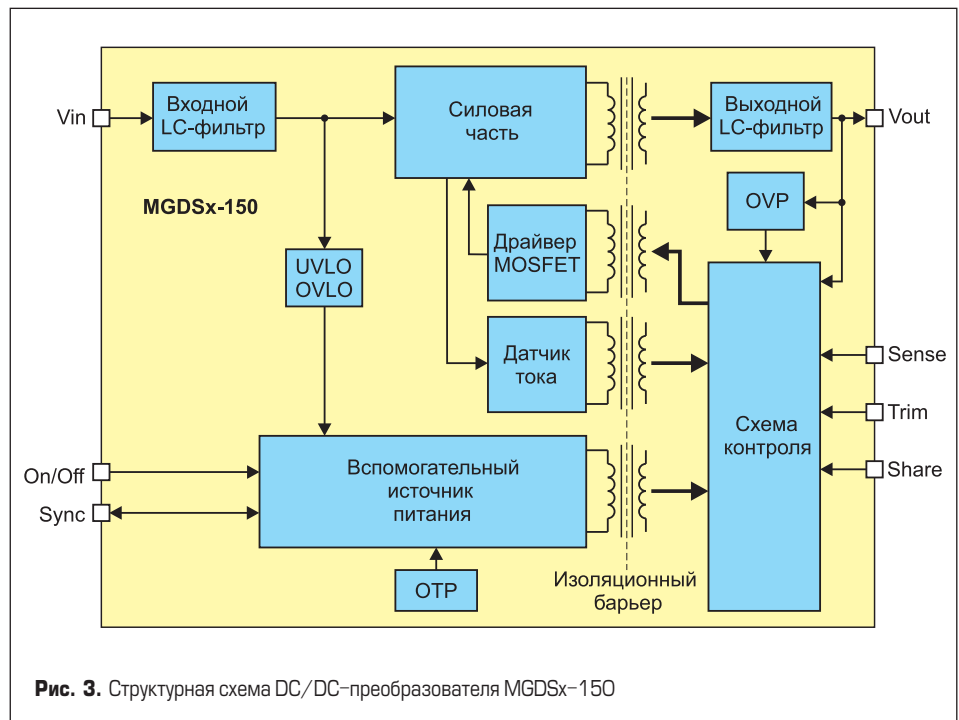 Vin
Входной
LC-фильтр
Силовая
часть
Выходной
LC-фильтр
Vout
MGDSx-150
OVP
Драйвер
MOSFET
UVLO
OVLO
Датчик
тока
Sense
Trim
Схема
контроля
Share
On/Off
Sync
Вспомогательный
источник
питания
OTP
Изоляционный
барьер
Рис. 3. Структурная схема DC/DC-преобразователя MGDSx-150